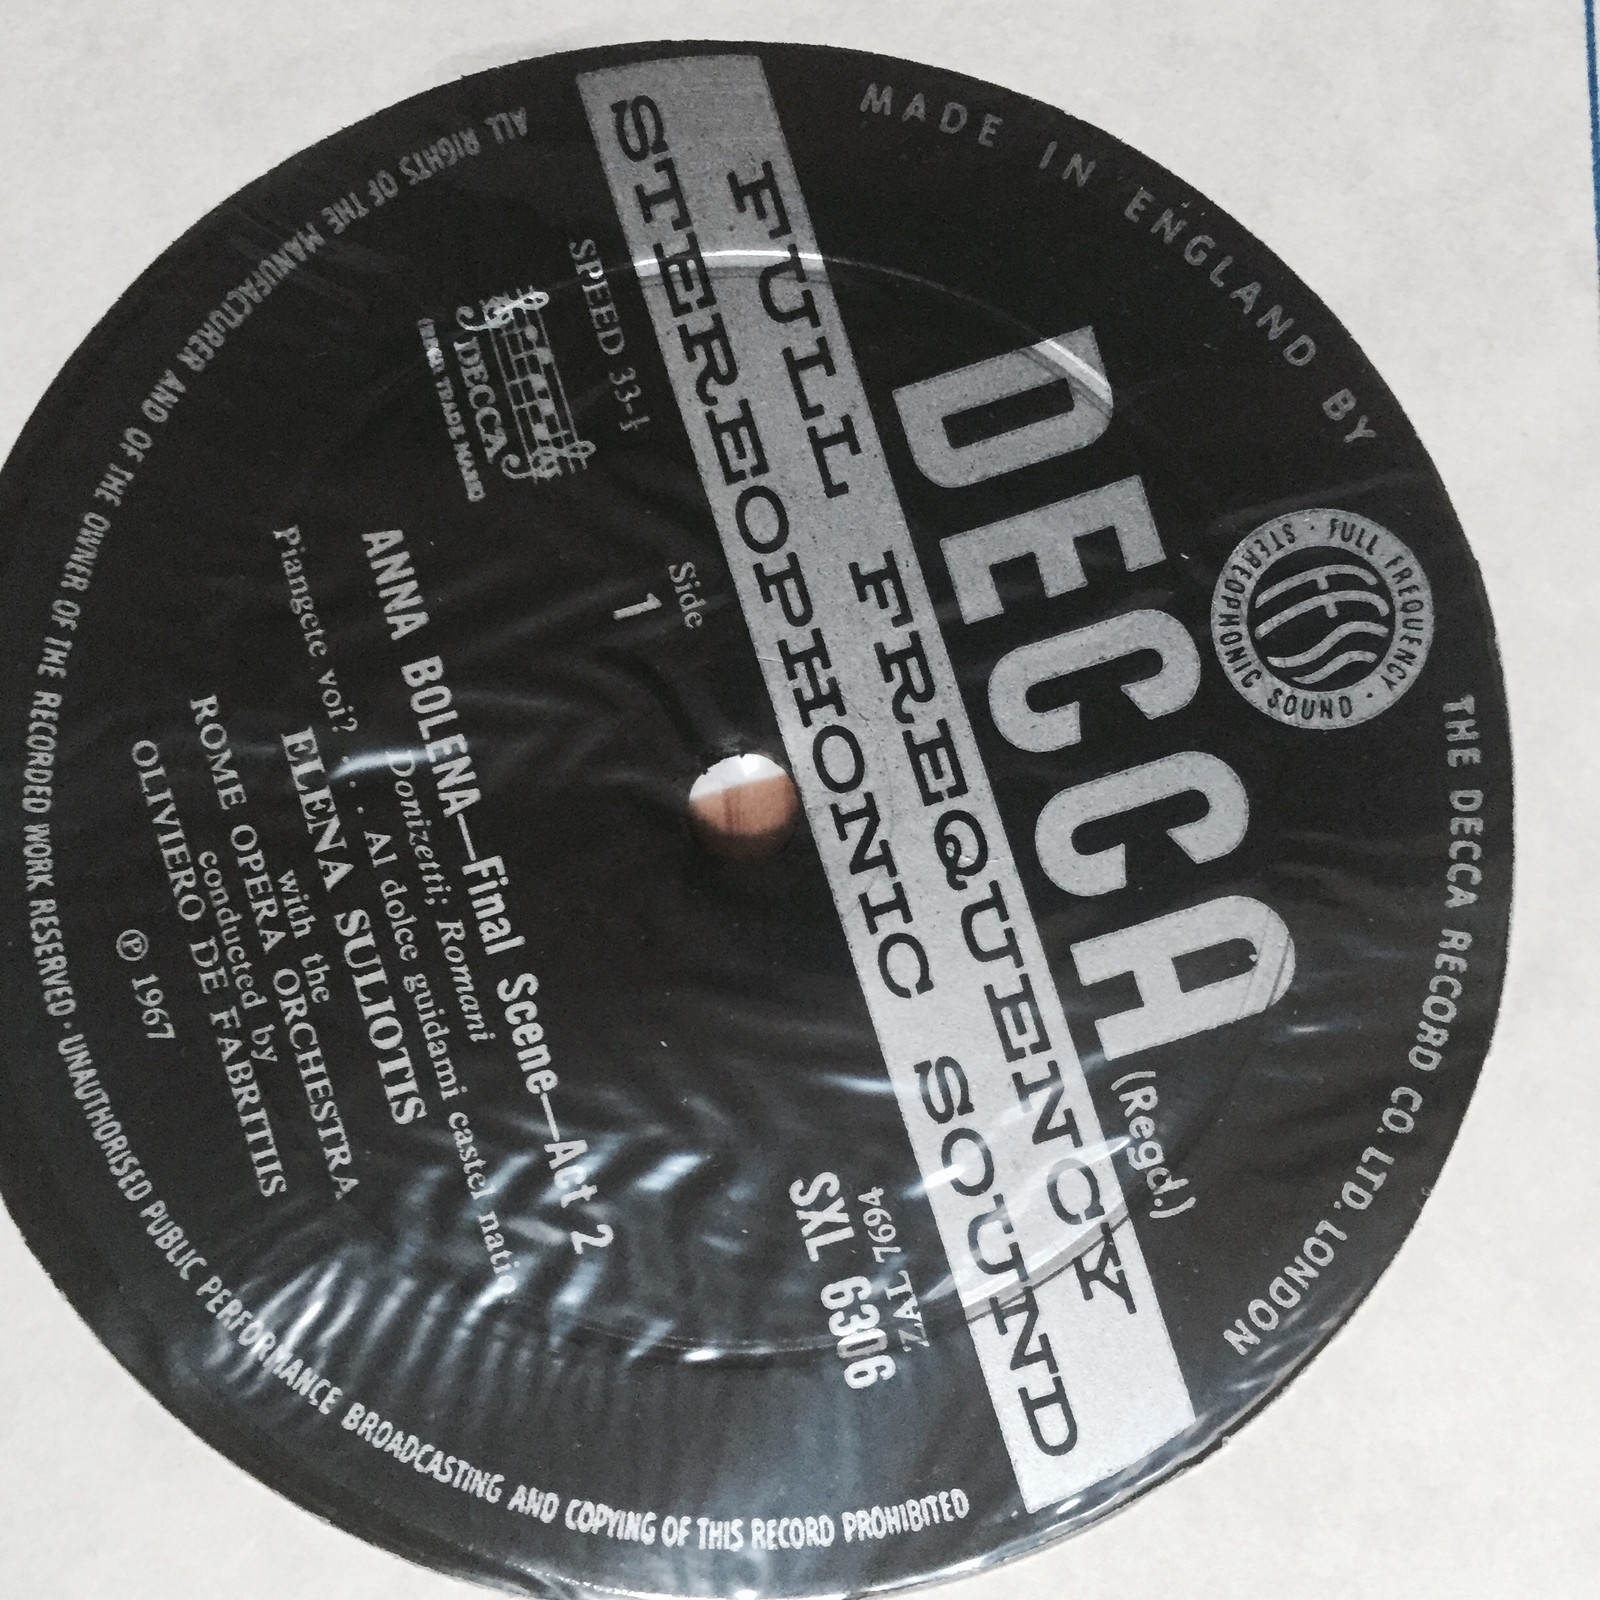 MADE IN ENGLAND BY THE DECCA RECORD CO. LTD. LONDON
FULL FREQUENCY · STEREOPHONIC SOUND ·
DECCA (Regd.)
FULL FREQUENCY
STEREOPHONIC SOUND
SPEED 33-⅓
DECCA
TRADE MARK
Side
1
ZAL 7694
SXL 6306
ANNA BOLENA—Final Scene—Act 2
Donizetti; Romani
Piangete voi? . . . Al dolce guidami castel natio
ELENA SULIOTIS
with the
ROME OPERA ORCHESTRA
conducted by
OLIVIERO DE FABRITIIS
℗ 1967
ALL RIGHTS OF THE MANUFACTURER AND OF THE OWNER OF THE RECORDED WORK RESERVED · UNAUTHORISED PUBLIC PERFORMANCE BROADCASTING AND COPYING OF THIS RECORD PROHIBITED